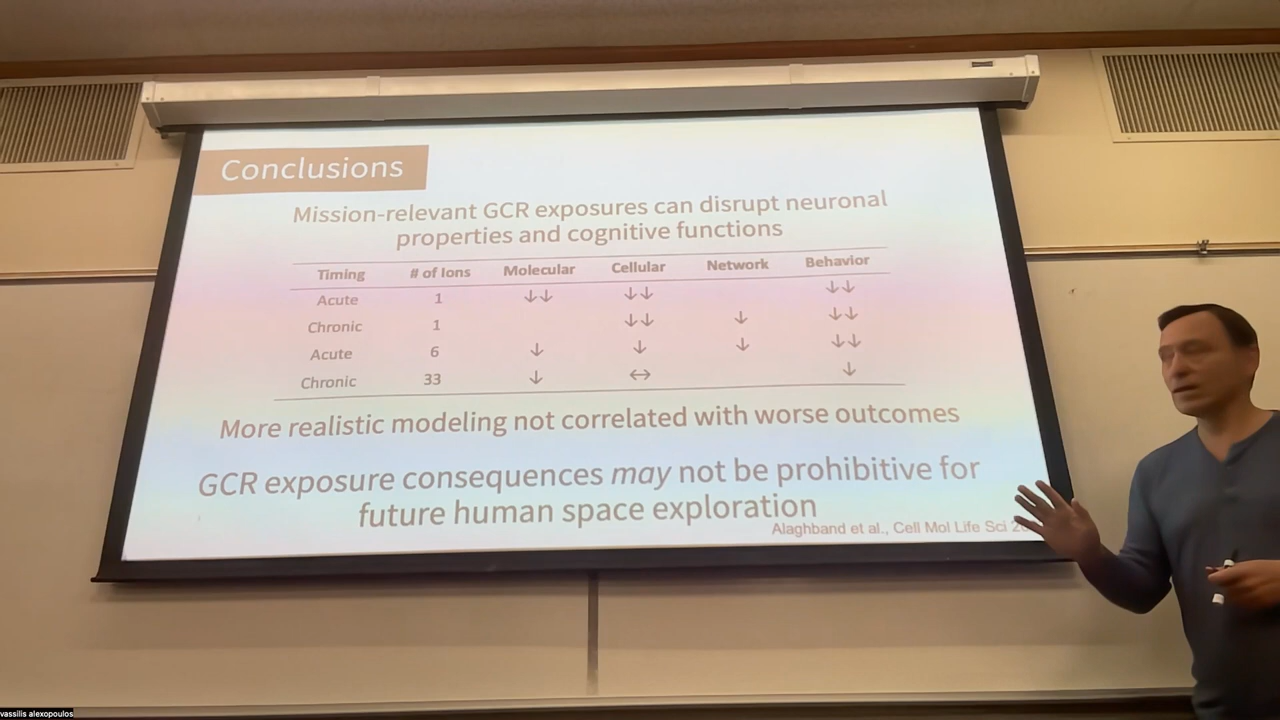 Conclusions
Mission-relevant GCR exposures can disrupt neuronal
properties and cognitive functions
Timing # of Ions Molecular Cellular Network Behavior
Acute 1 ↓↓ ↓↓ ↓↓
Chronic 1 ↓↓ ↓ ↓↓
Acute 6 ↓ ↓ ↓ ↓↓
Chronic 33 ↓ ↔ ↓
More realistic modeling not correlated with worse outcomes
GCR exposure consequences may not be prohibitive for
future human space exploration
Alaghband et al., Cell Mol Life Sci
vassilis alexopoulos